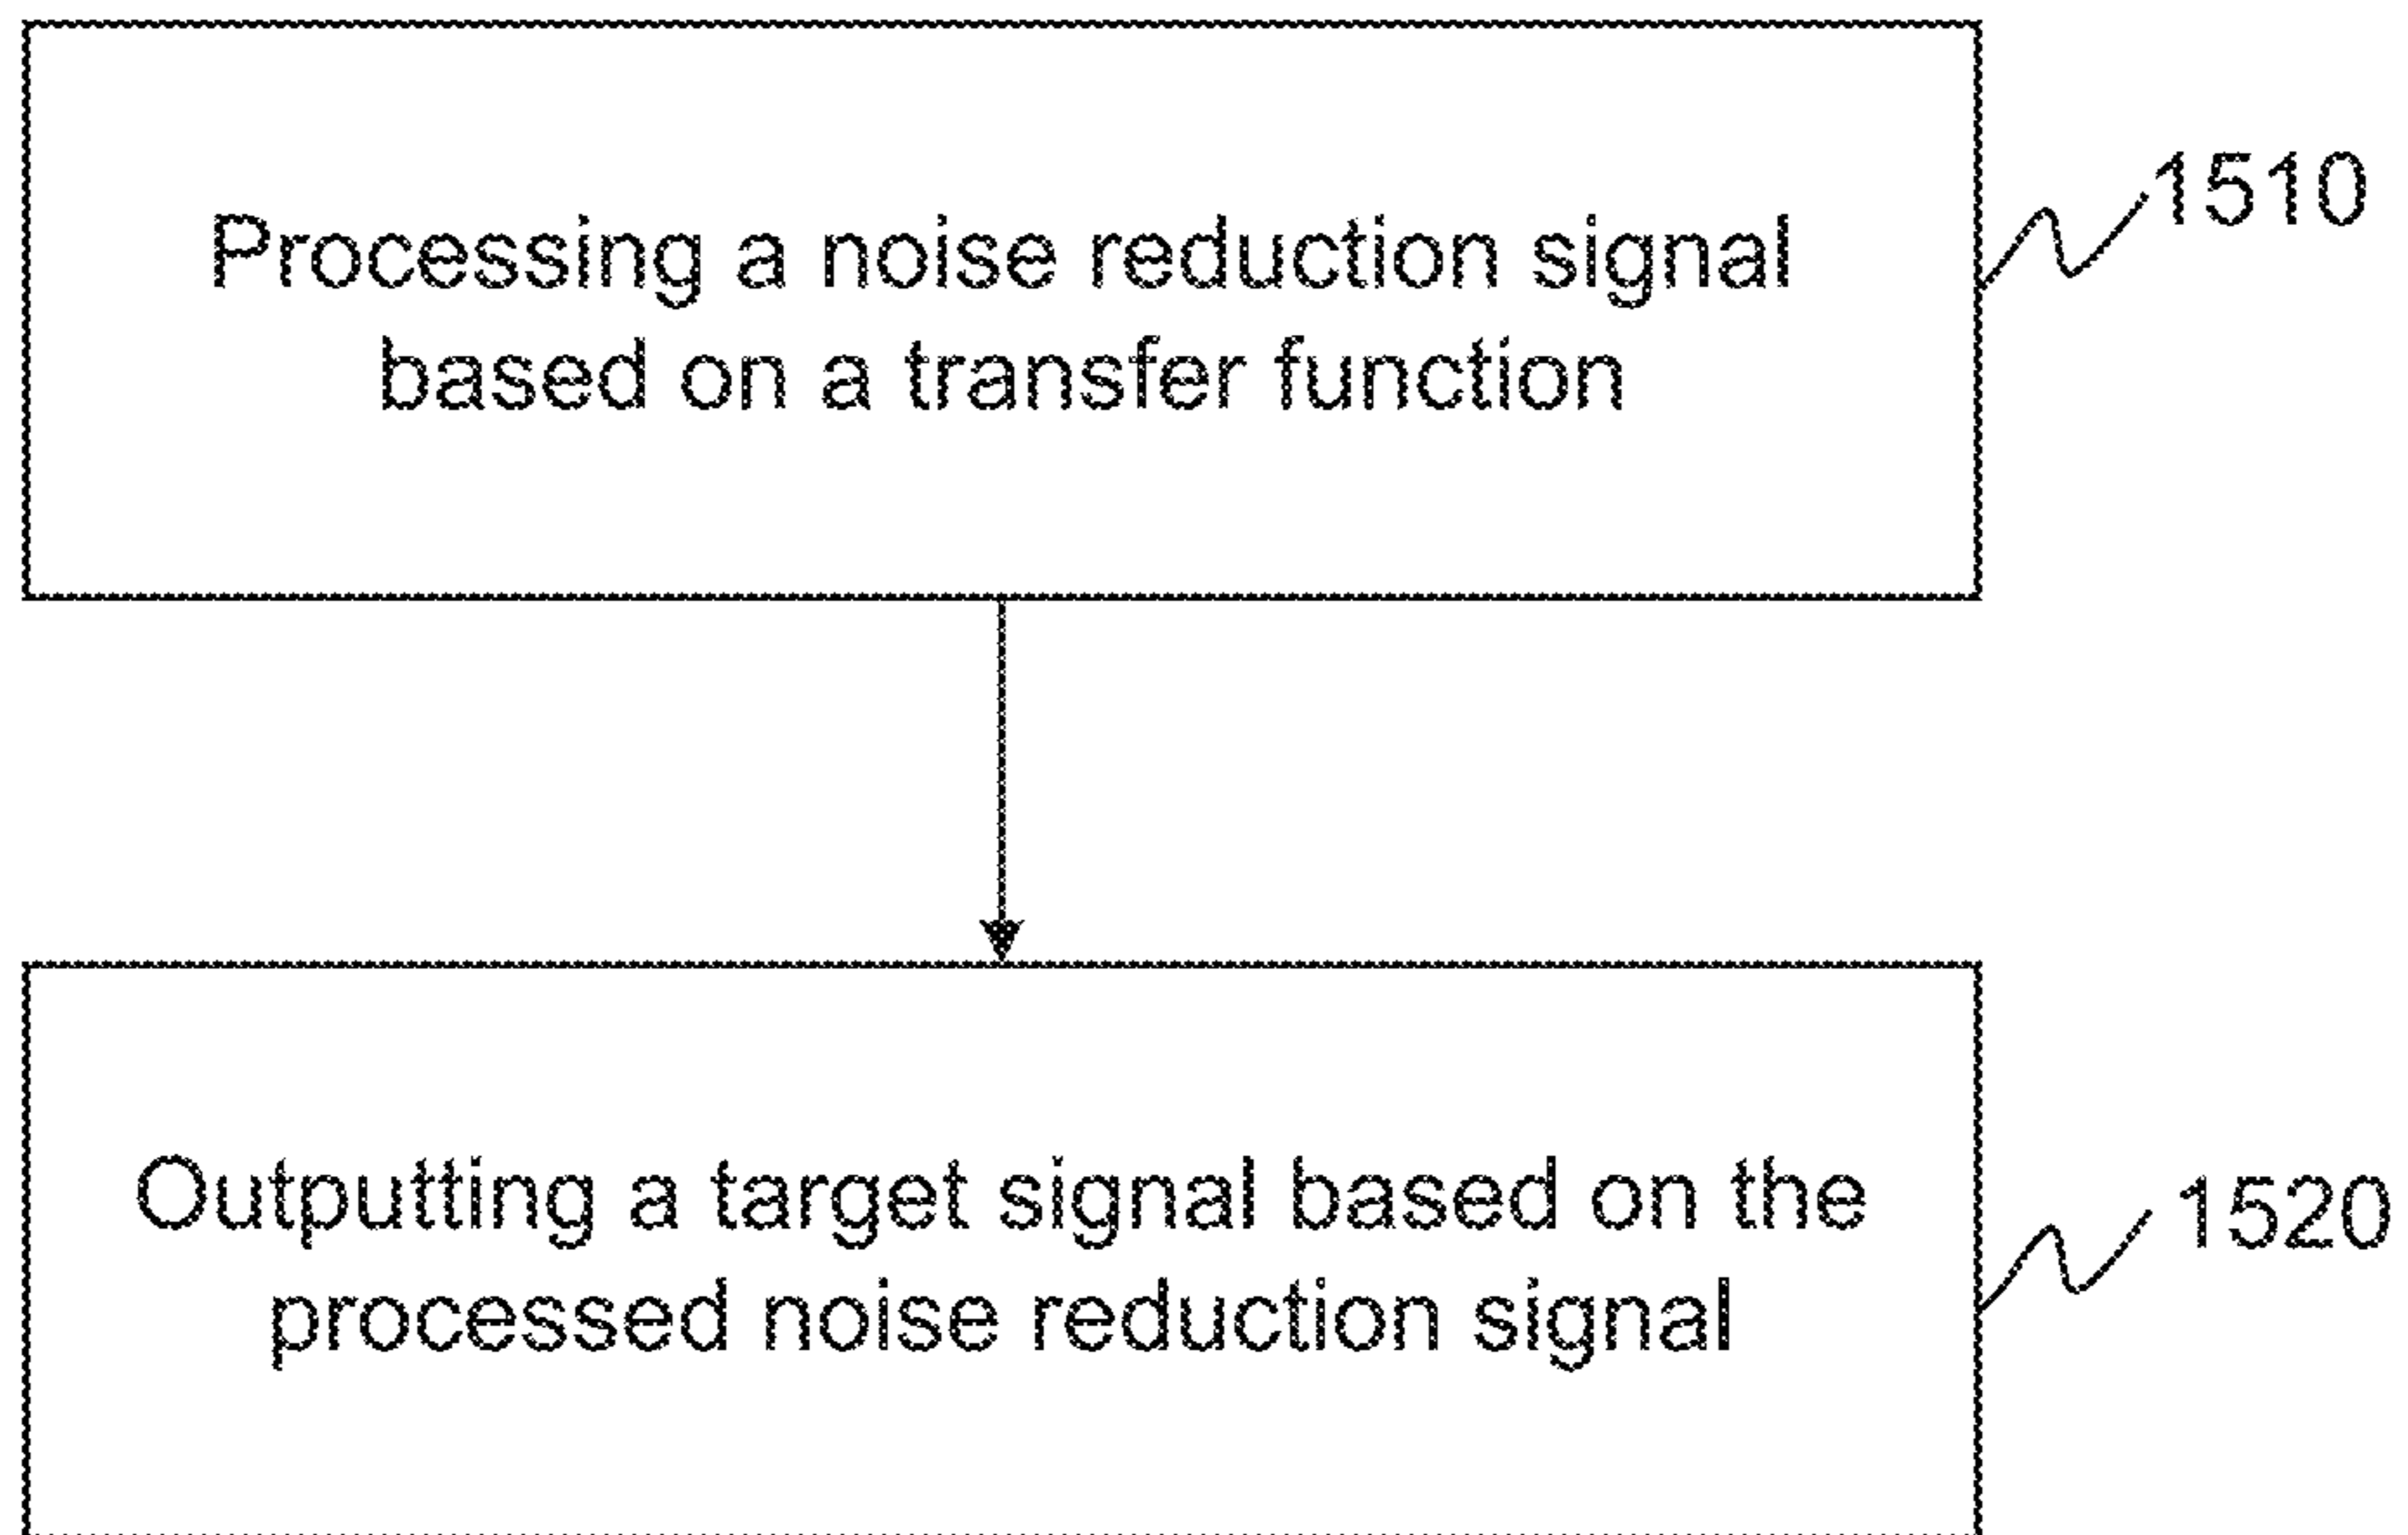 Processing a noise reduction signal
based on a transfer function
1510
Outputting a target signal based on the
processed noise reduction signal
1520